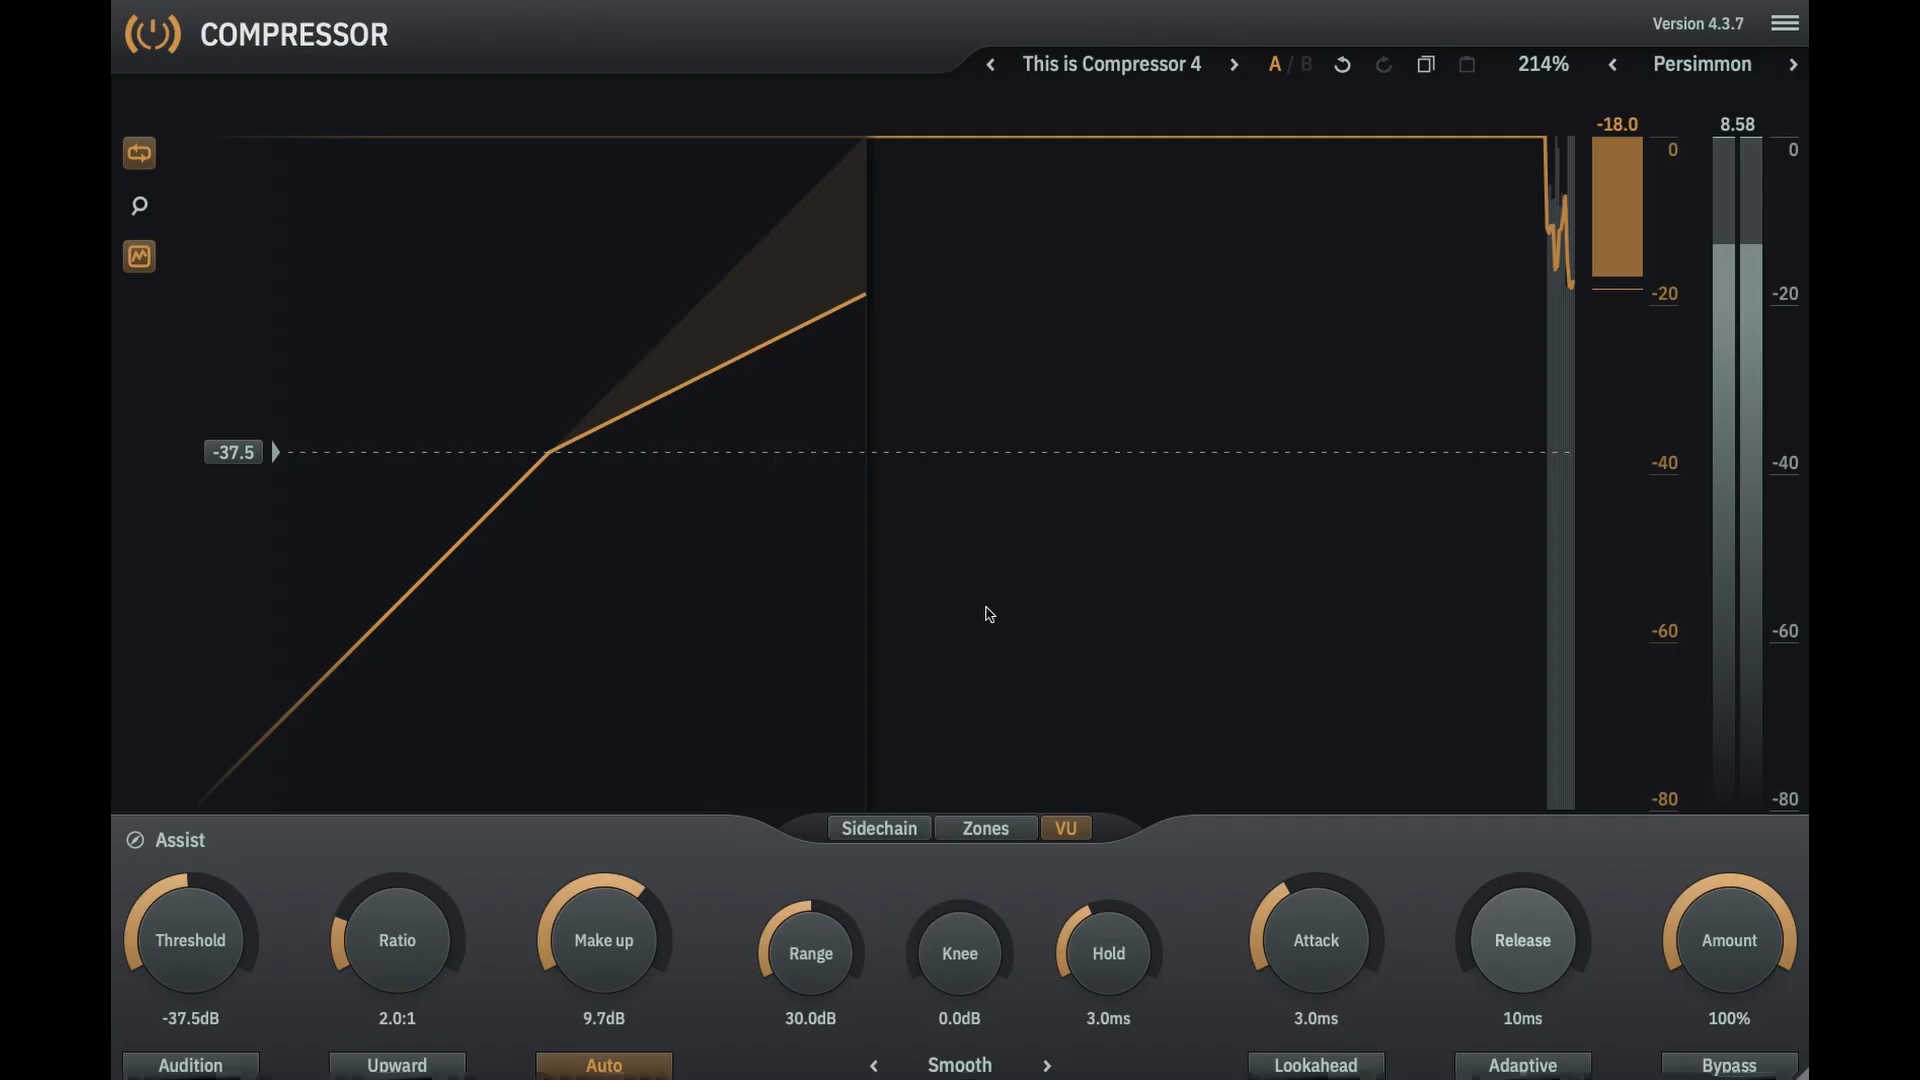 COMPRESSOR
Version 4.3.7
This is Compressor 4
A / B
214%
Persimmon
-18.0
8.58
0
0
-20
-20
-37.5
-40
-40
-60
-60
-80
-80
Sidechain
Zones
VU
Assist
Threshold
Ratio
Make up
Range
Knee
Hold
Attack
Release
Amount
-37.5dB
2.0:1
9.7dB
30.0dB
0.0dB
3.0ms
3.0ms
10ms
100%
Audition
Upward
Auto
Smooth
Lookahead
Adaptive
Bypass